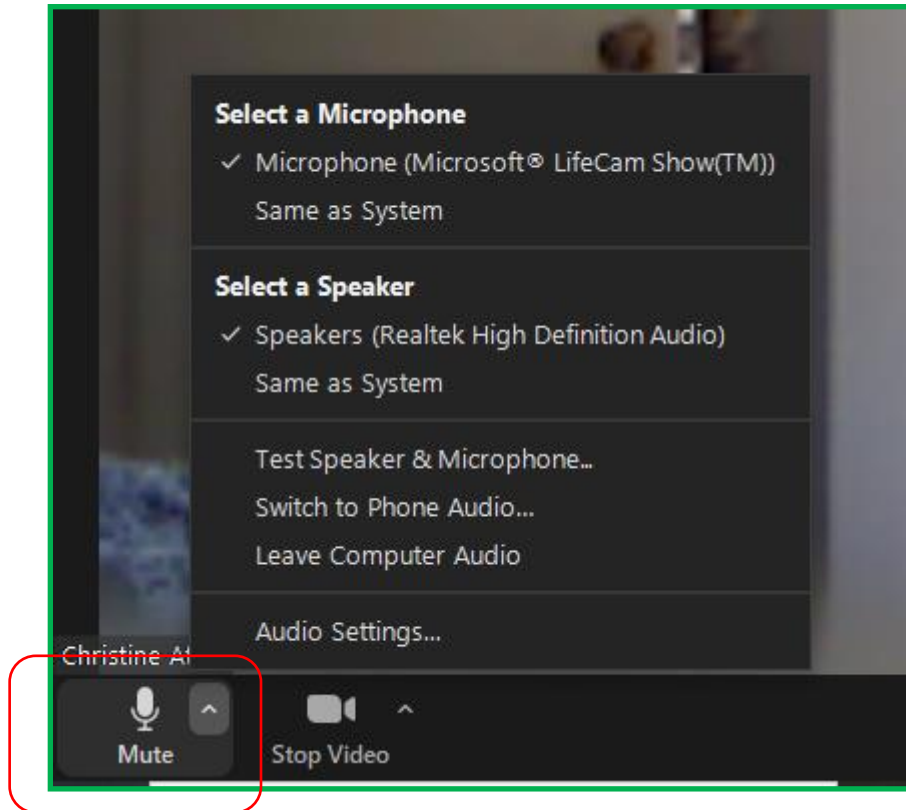 Select a Microphone
✓ Microphone (Microsoft® LifeCam Show(TM))
Same as System
Select a Speaker
✓ Speakers (Realtek High Definition Audio)
Same as System
Test Speaker & Microphone...
Switch to Phone Audio...
Leave Computer Audio
Audio Settings...
Christine
Mute
Stop Video